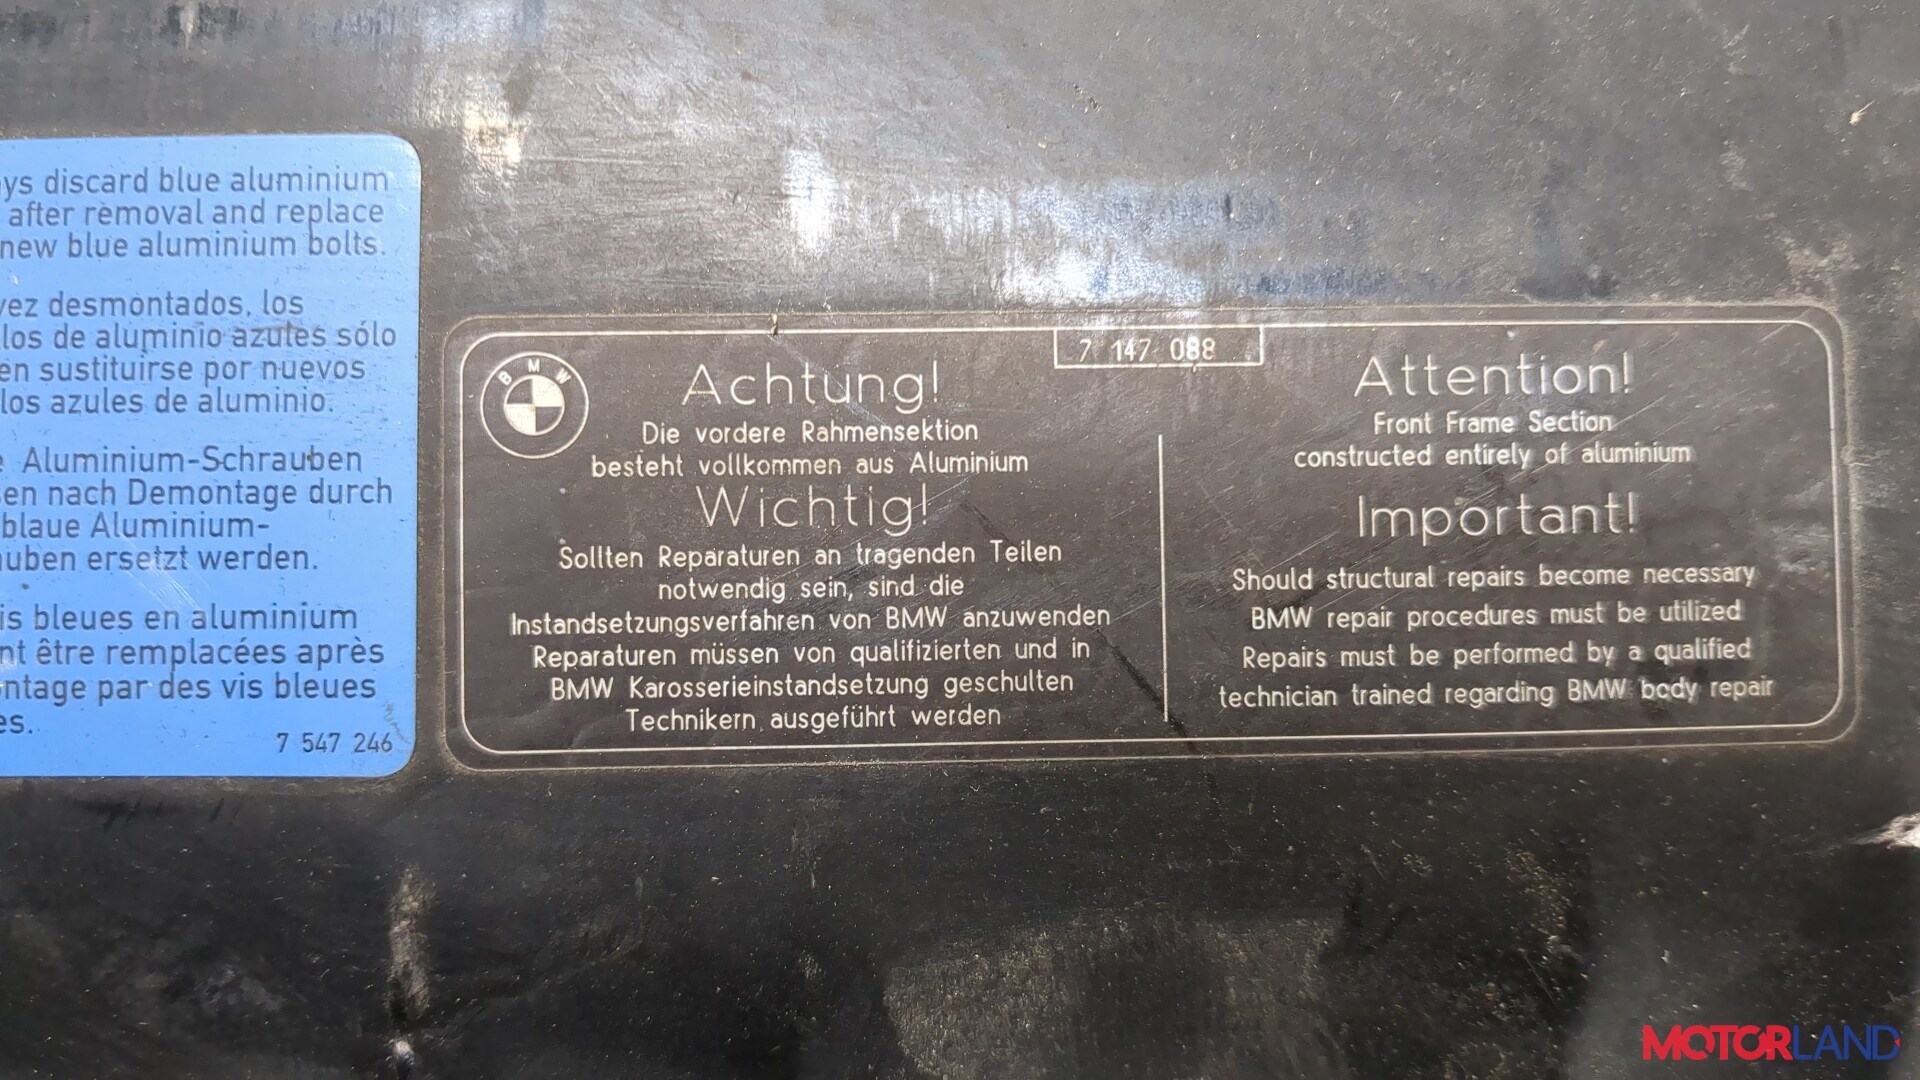 ys discard blue aluminium
after removal and replace
new blue aluminium bolts.
vez desmontados, los
los de aluminio azules sólo
en sustituirse por nuevos
los azules de aluminio.
e Aluminium-Schrauben
sen nach Demontage durch
blaue Aluminium-
uben ersetzt werden.
is bleues en aluminium
nt être remplacées après
ntage par des vis bleues
es.
7 547 246
BMW
7 147 088
Achtung!
Die vordere Rahmensektion
besteht vollkommen aus Aluminium
Wichtig!
Sollten Reparaturen an tragenden Teilen
notwendig sein, sind die
Instandsetzungsverfahren von BMW anzuwenden
Reparaturen müssen von qualifizierten und in
BMW Karosserieinstandsetzung geschulten
Technikern ausgeführt werden
Attention!
Front Frame Section
constructed entirely of aluminium
Important!
Should structural repairs become necessary
BMW repair procedures must be utilized
Repairs must be performed by a qualified
technician trained regarding BMW body repair
MOTORLAND